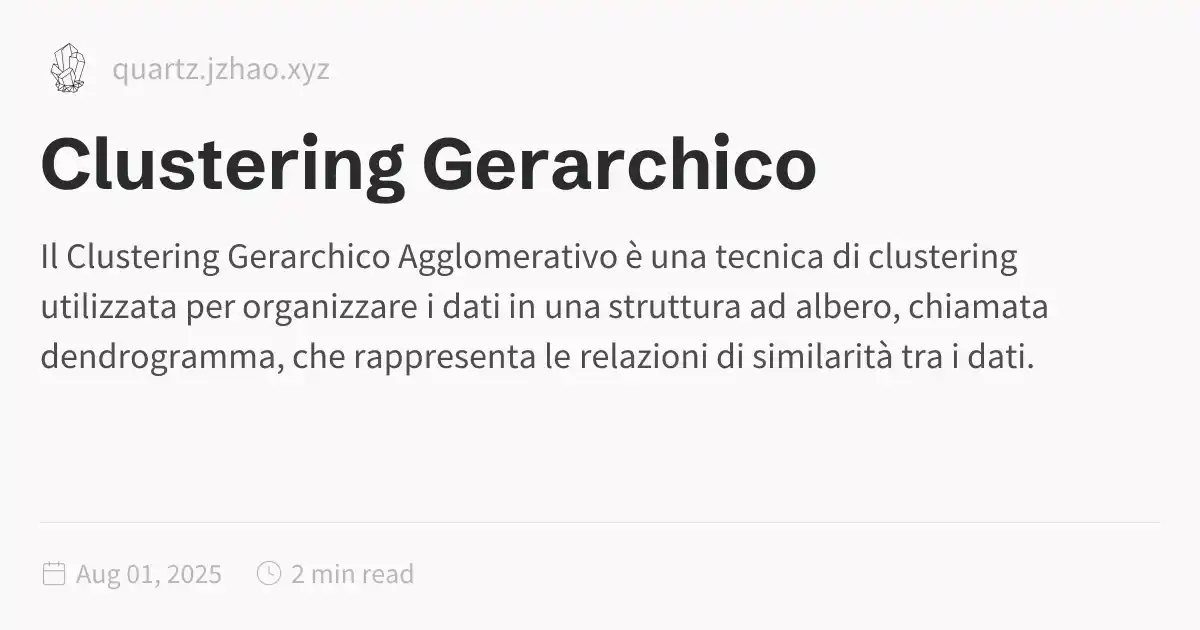 quartz.jzhao.xyz
Clustering Gerarchico
Il Clustering Gerarchico Agglomerativo è una tecnica di clustering
utilizzata per organizzare i dati in una struttura ad albero, chiamata
dendrogramma, che rappresenta le relazioni di similarità tra i dati.
Aug 01, 2025 2 min read